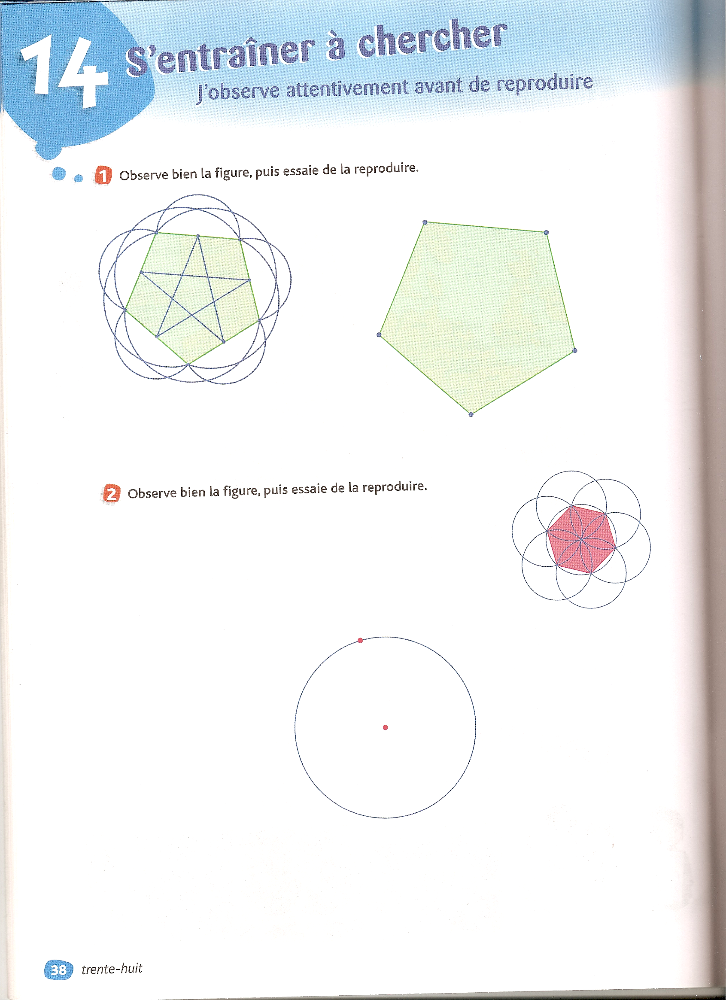 14 S'entraîner à chercher
J'observe attentivement avant de reproduire
1 Observe bien la figure, puis essaie de la reproduire.
2 Observe bien la figure, puis essaie de la reproduire.
38 trente-huit